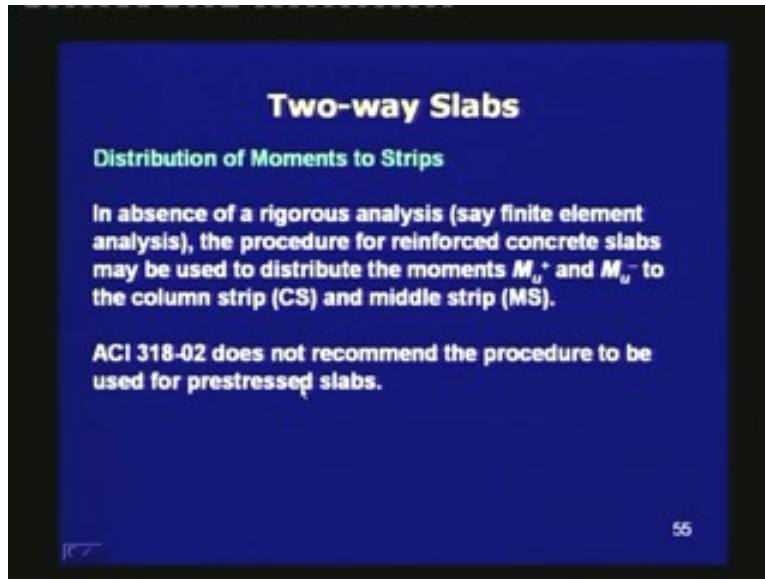 Two-way Slabs
Distribution of Moments to Strips
In absence of a rigorous analysis (say finite element
analysis), the procedure for reinforced concrete slabs
may be used to distribute the moments Mu+ and Mu- to
the column strip (CS) and middle strip (MS).
ACI 318-02 does not recommend the procedure to be
used for prestressed slabs.
55